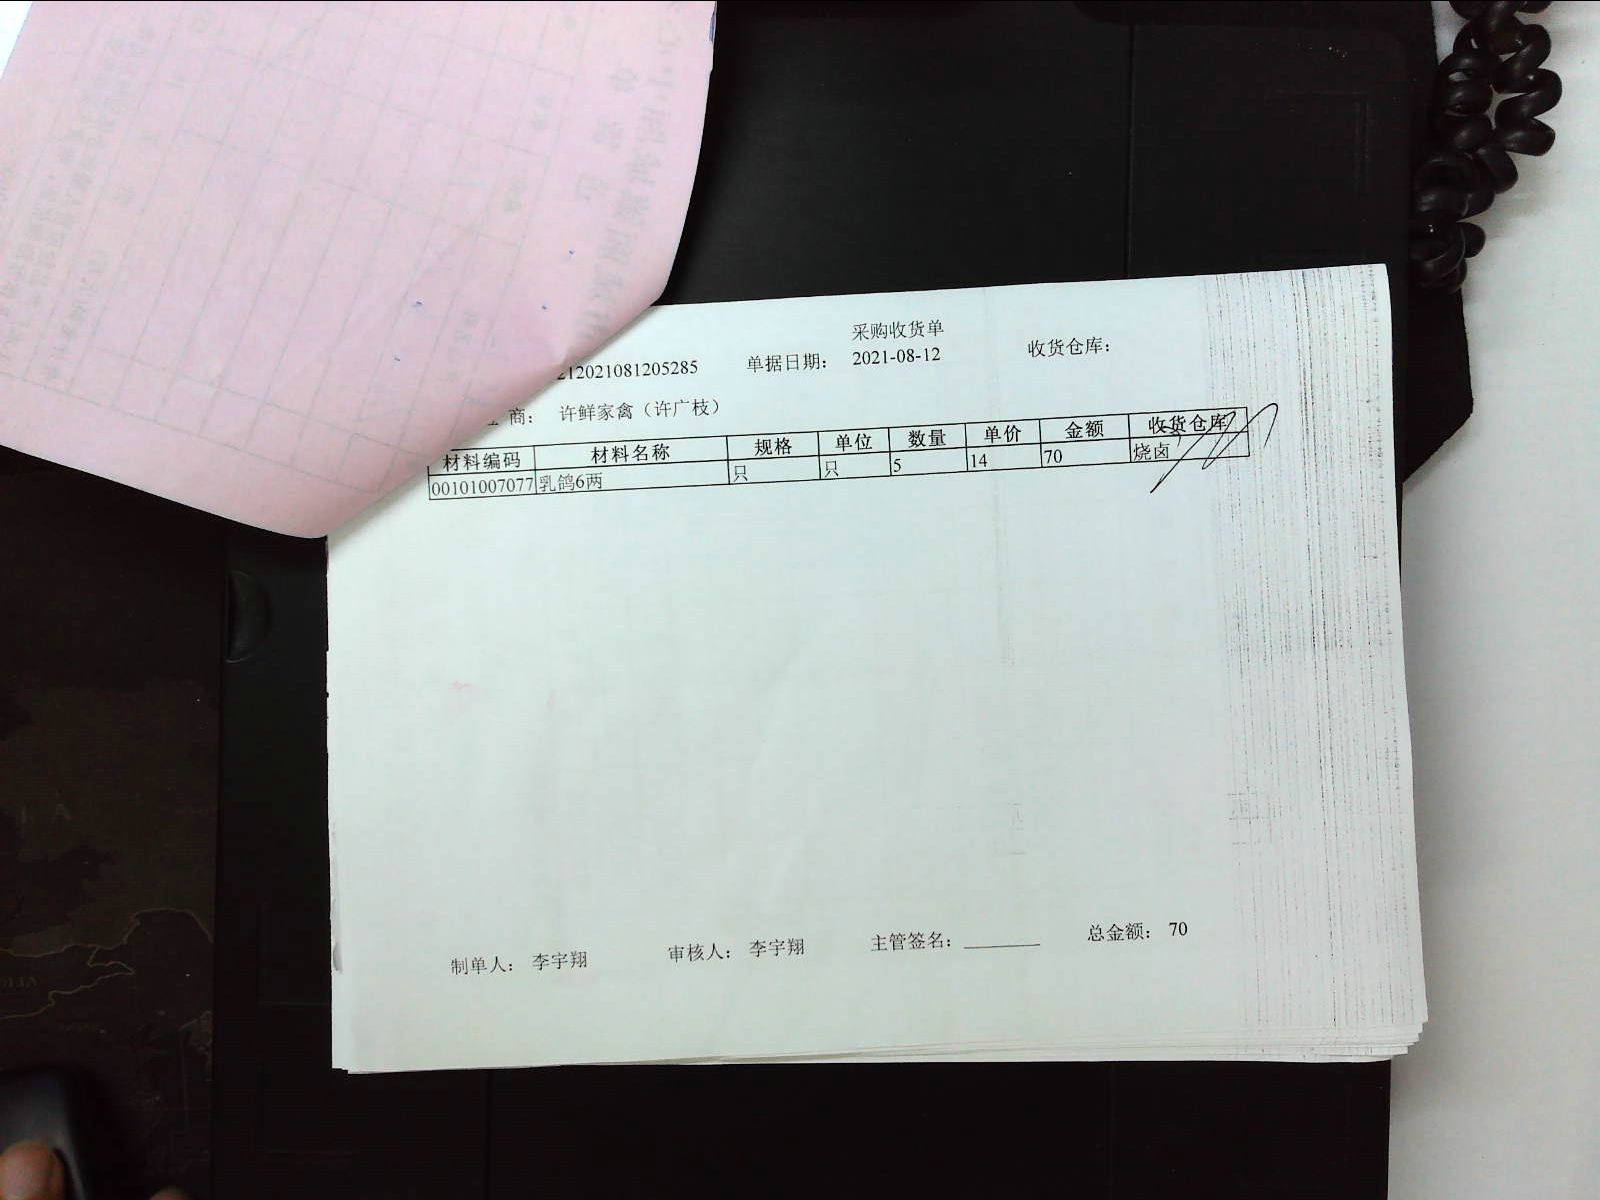 采购收货单
212021081205285 单据日期： 2021-08-12 收货仓库：
商： 许鲜家禽（许广枝）
材料编码 材料名称 规格 单位 数量 单价 金额 收货仓库
00101007077 乳鸽6两 只 只 5 14 70 烧卤
制单人： 李宇翔 审核人： 李宇翔 主管签名： 总金额： 70